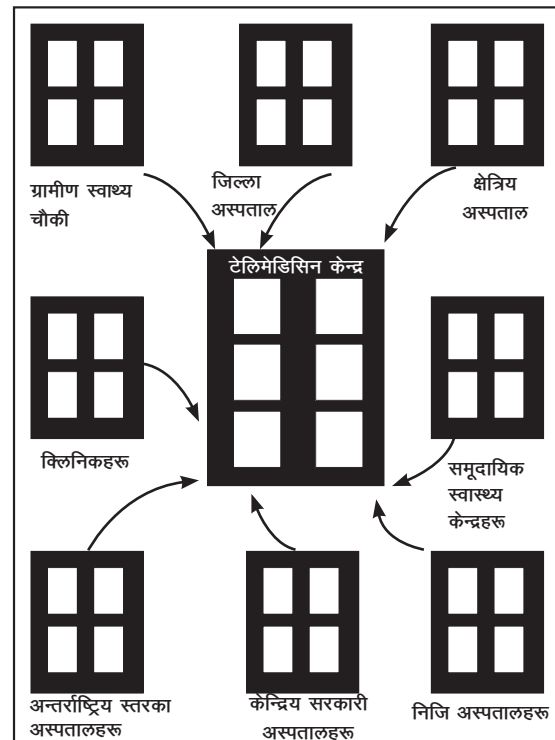 ग्रामीण स्वाथ्य
चौकी
जिल्ला
अस्पताल
क्षेत्रिय
अस्पताल
टेलिमेडिसिन केन्द्र
क्लिनिकहरू
समूदायिक
स्वास्थ्य
केन्द्रहरू
अन्तर्राष्ट्रिय स्तरका
अस्पतालहरू
केन्द्रिय सरकारी
अस्पतालहरू
निजि अस्पतालहरू